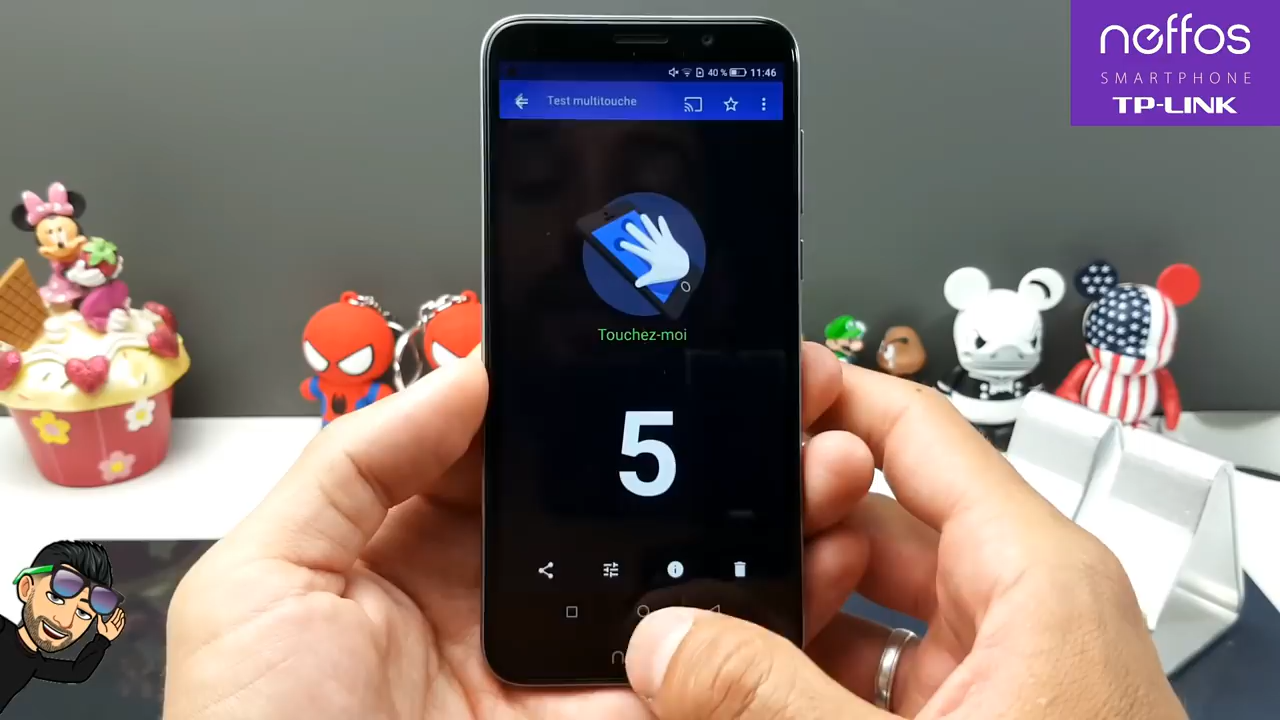 neffos
SMARTPHONE
TP-LINK
40 % 11:46
Test multitouche
Touchez-moi
5